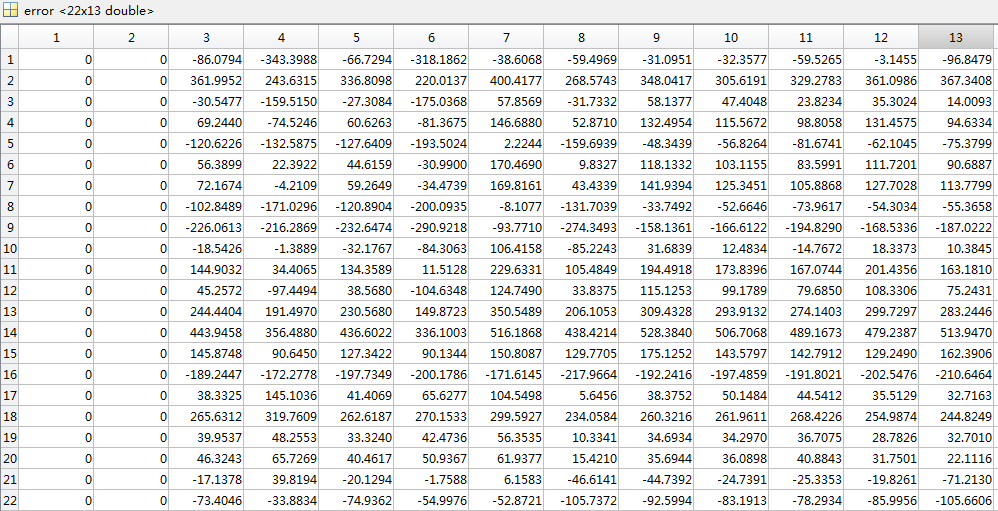 error <22x13 double>
1 2 3 4 5 6 7 8 9 10 11 12 13
1 0 0 -86.0794 -343.3988 -66.7294 -318.1862 -38.6068 -59.4969 -31.0951 -32.3577 -59.5265 -3.1455 -96.8479
2 0 0 361.9952 243.6315 336.8098 220.0137 400.4177 268.5743 348.0417 305.6191 329.2783 361.0986 367.3408
3 0 0 -30.5477 -159.5150 -27.3084 -175.0368 57.8569 -31.7332 58.1377 47.4048 23.8234 35.3024 14.0093
4 0 0 69.2440 -74.5246 60.6263 -81.3675 146.6880 52.8710 132.4954 115.5672 98.8058 131.4575 94.6334
5 0 0 -120.6226 -132.5875 -127.6409 -193.5024 2.2244 -159.6939 -48.3439 -56.8264 -81.6741 -62.1045 -75.3799
6 0 0 56.3899 22.3922 44.6159 -30.9900 170.4690 9.8327 118.1332 103.1155 83.5991 111.7201 90.6887
7 0 0 72.1674 -4.2109 59.2649 -34.4739 169.8161 43.4339 141.9394 125.3451 105.8868 127.7028 113.7799
8 0 0 -102.8489 -171.0296 -120.8904 -200.0935 -8.1077 -131.7039 -33.7492 -52.6646 -73.9617 -54.3034 -55.3658
9 0 0 -226.0613 -216.2869 -232.6474 -290.9218 -93.7710 -274.3493 -158.1361 -166.6122 -194.8290 -168.5336 -187.0222
10 0 0 -18.5426 -1.3889 -32.1767 -84.3063 106.4158 -85.2243 31.6839 12.4834 -14.7672 18.3373 10.3845
11 0 0 144.9032 34.4065 134.3589 11.5128 229.6331 105.4849 194.4918 173.8396 167.0744 201.4356 163.1810
12 0 0 45.2572 -97.4494 38.5680 -104.6348 124.7490 33.8375 115.1253 99.1789 79.6850 108.3306 75.2431
13 0 0 244.4404 191.4970 230.5680 149.8723 350.5489 206.1053 309.4328 293.9132 274.1403 299.7297 283.2446
14 0 0 443.9458 356.4880 436.6022 336.1003 516.1868 438.4214 528.3840 506.7068 489.1673 479.2387 513.9470
15 0 0 145.8748 90.6450 127.3422 90.1344 150.8087 129.7705 175.1252 143.5797 142.7912 129.2490 162.3906
16 0 0 -189.2447 -172.2778 -197.7349 -200.1786 -171.6145 -217.9664 -192.2416 -197.4859 -191.8021 -202.5476 -210.6464
17 0 0 38.3325 145.1036 41.4069 65.6277 104.5498 5.6456 38.3752 50.1484 44.5412 35.5129 32.7163
18 0 0 265.6312 319.7609 262.6187 270.1533 299.5927 234.0584 260.3216 261.9611 268.4226 254.9874 244.8249
19 0 0 39.9537 48.2553 33.3240 42.4736 56.3535 10.3341 34.6934 34.2970 36.7075 28.7826 32.7010
20 0 0 46.3243 65.7269 40.4617 50.9367 61.9377 15.4210 35.6944 36.0898 40.8843 31.7501 22.1116
21 0 0 -17.1378 39.8194 -20.1294 -1.7588 6.1583 -46.6141 -44.7392 -24.7391 -25.3353 -19.8261 -71.2130
22 0 0 -73.4046 -33.8834 -74.9362 -54.9976 -52.8721 -105.7372 -92.5994 -83.1913 -78.2934 -85.9956 -105.6606